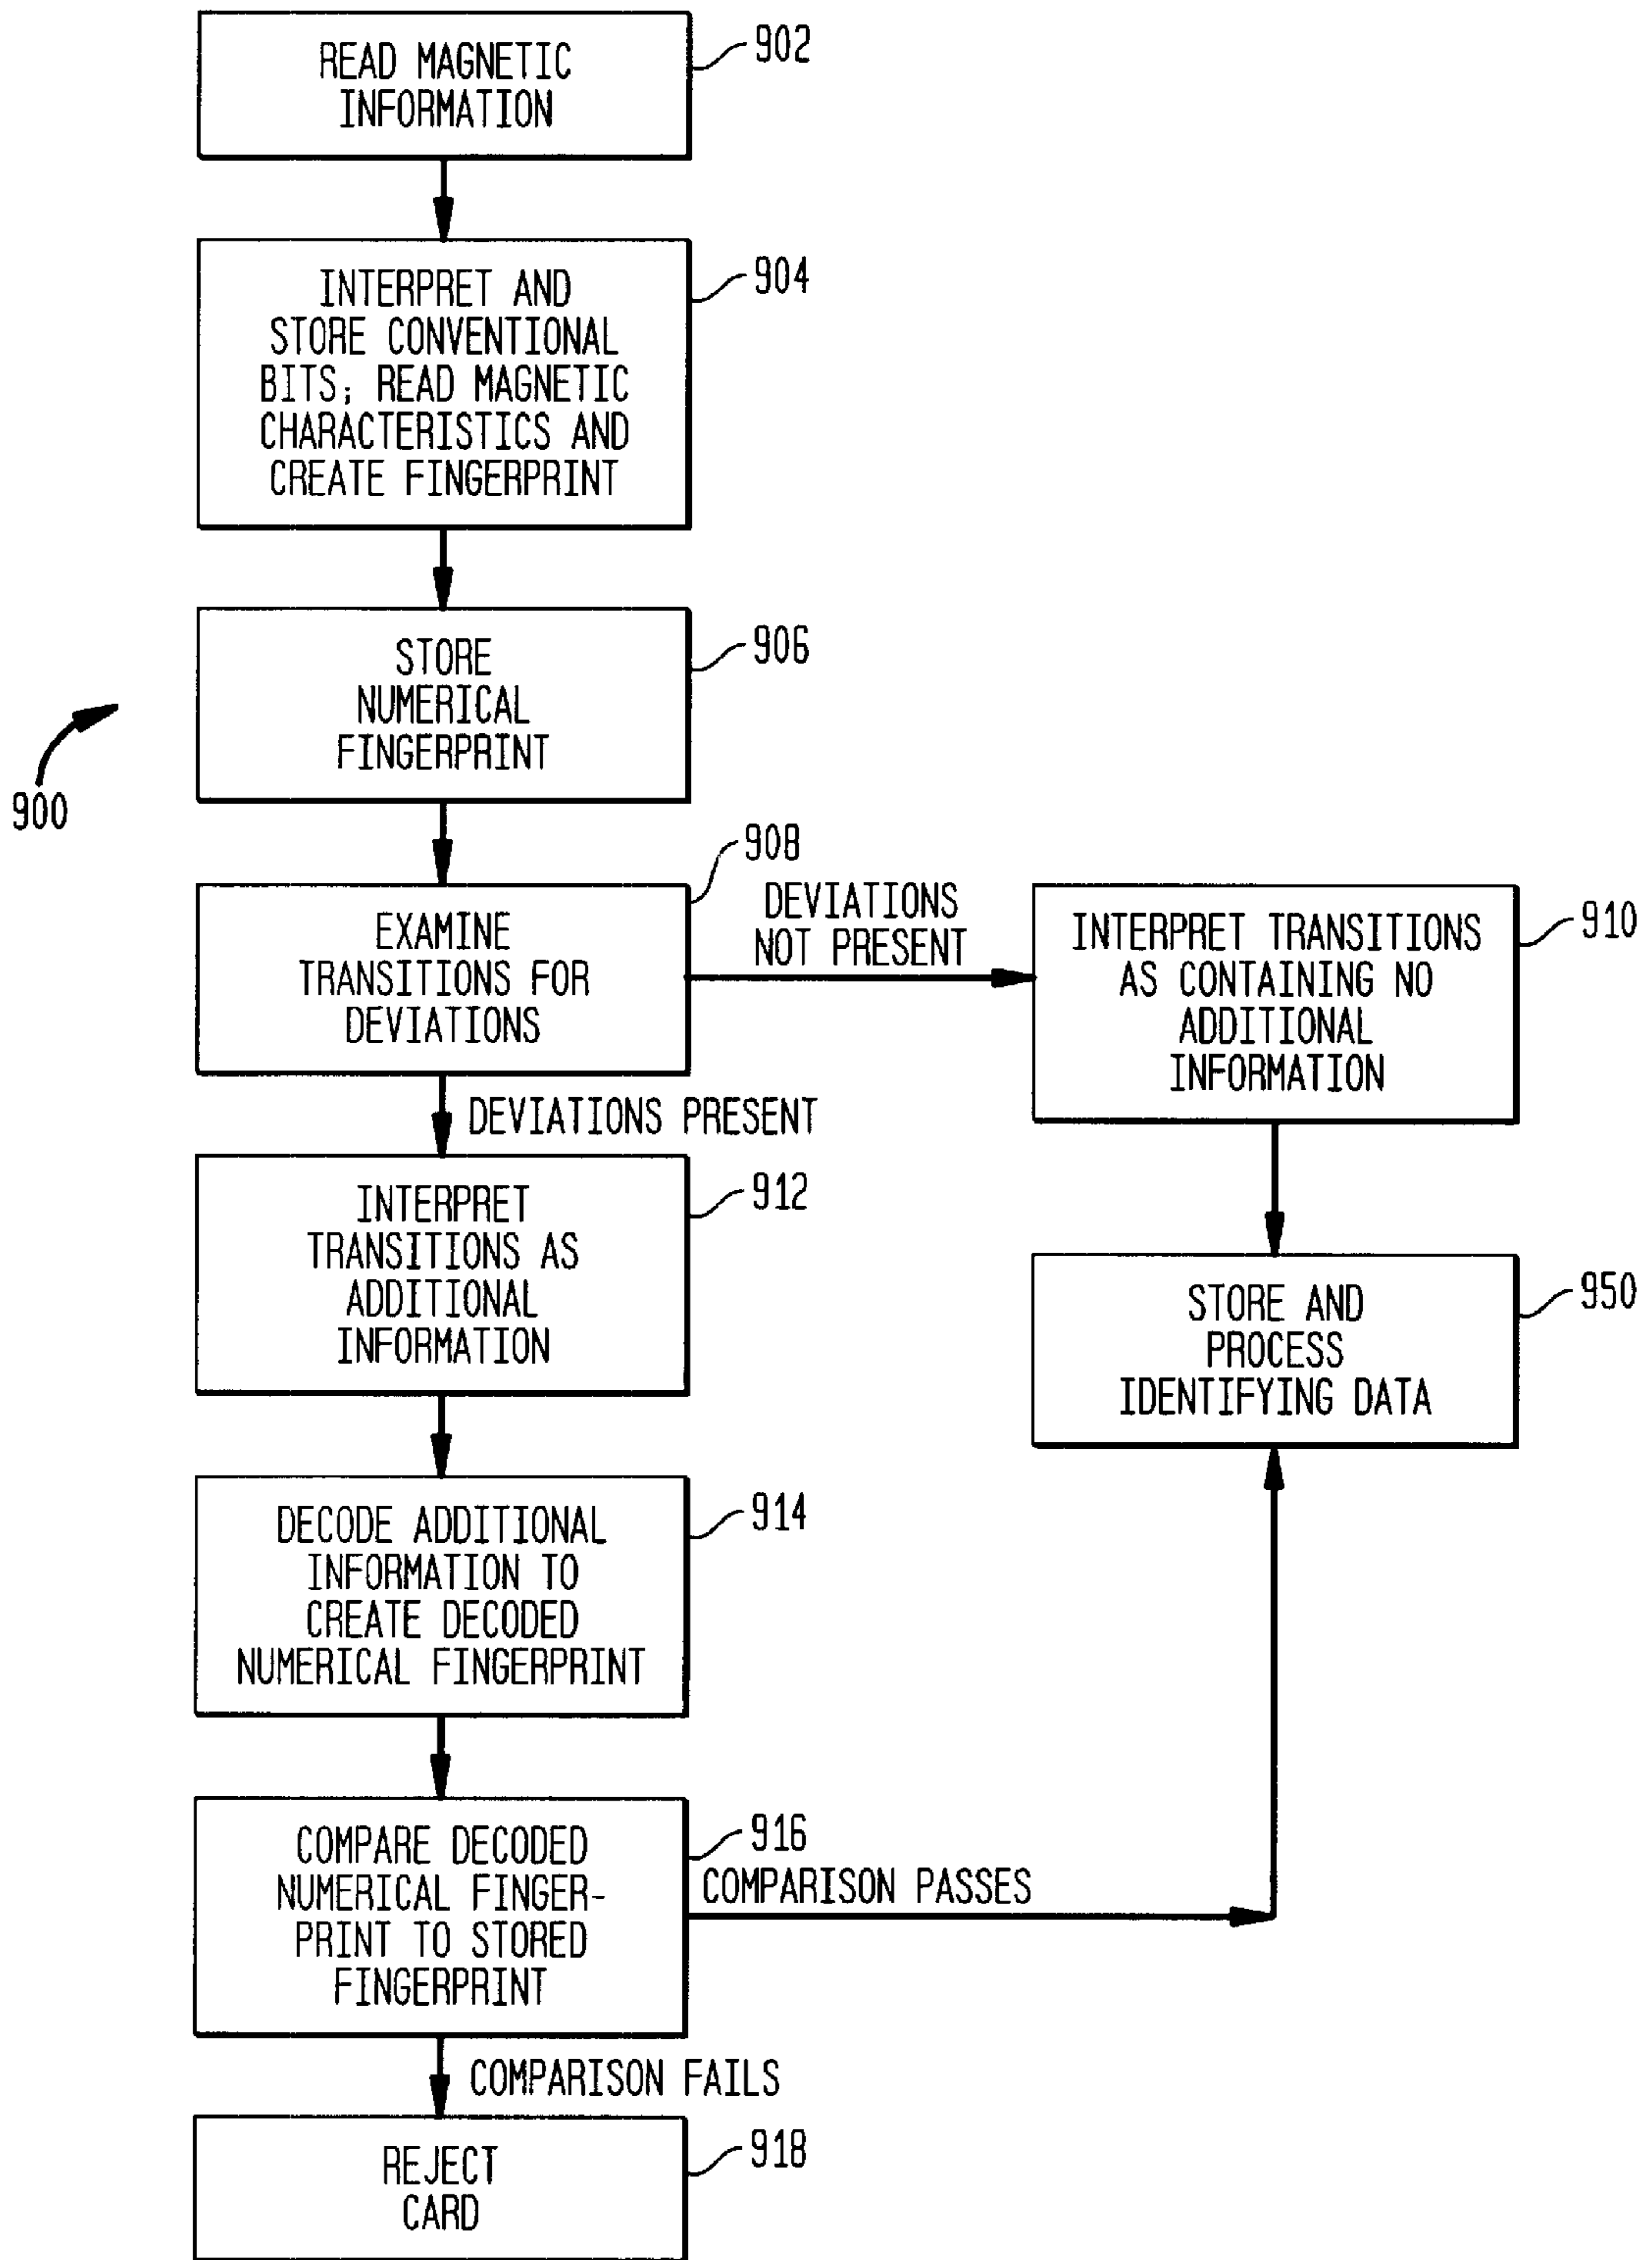 READ MAGNETIC
INFORMATION
902
INTERPRET AND
STORE CONVENTIONAL
BITS; READ MAGNETIC
CHARACTERISTICS AND
CREATE FINGERPRINT
904
STORE
NUMERICAL
FINGERPRINT
906
900
EXAMINE
TRANSITIONS FOR
DEVIATIONS
908
DEVIATIONS
NOT PRESENT
INTERPRET TRANSITIONS
AS CONTAINING NO
ADDITIONAL
INFORMATION
910
DEVIATIONS PRESENT
INTERPRET
TRANSITIONS AS
ADDITIONAL
INFORMATION
912
STORE AND
PROCESS
IDENTIFYING DATA
950
DECODE ADDITIONAL
INFORMATION TO
CREATE DECODED
NUMERICAL FINGERPRINT
914
COMPARE DECODED
NUMERICAL FINGER-
PRINT TO STORED
FINGERPRINT
916
COMPARISON PASSES
COMPARISON FAILS
REJECT
CARD
918